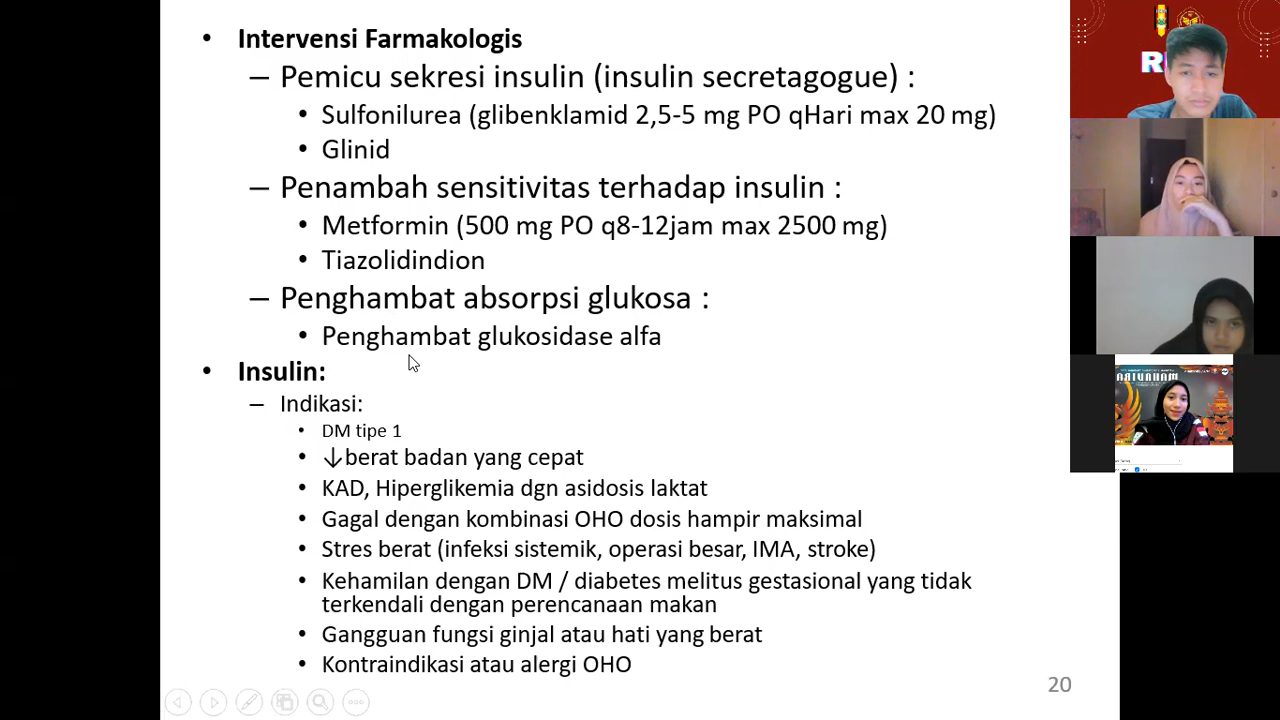 • Intervensi Farmakologis
– Pemicu sekresi insulin (insulin secretagogue) :
• Sulfonilurea (glibenklamid 2,5-5 mg PO qHari max 20 mg)
• Glinid
– Penambah sensitivitas terhadap insulin :
• Metformin (500 mg PO q8-12jam max 2500 mg)
• Tiazolidindion
– Penghambat absorpsi glukosa :
• Penghambat glukosidase alfa
• Insulin:
– Indikasi:
• DM tipe 1
• ↓berat badan yang cepat
• KAD, Hiperglikemia dgn asidosis laktat
• Gagal dengan kombinasi OHO dosis hampir maksimal
• Stres berat (infeksi sistemik, operasi besar, IMA, stroke)
• Kehamilan dengan DM / diabetes melitus gestasional yang tidak
terkendali dengan perencanaan makan
• Gangguan fungsi ginjal atau hati yang berat
• Kontraindikasi atau alergi OHO
20